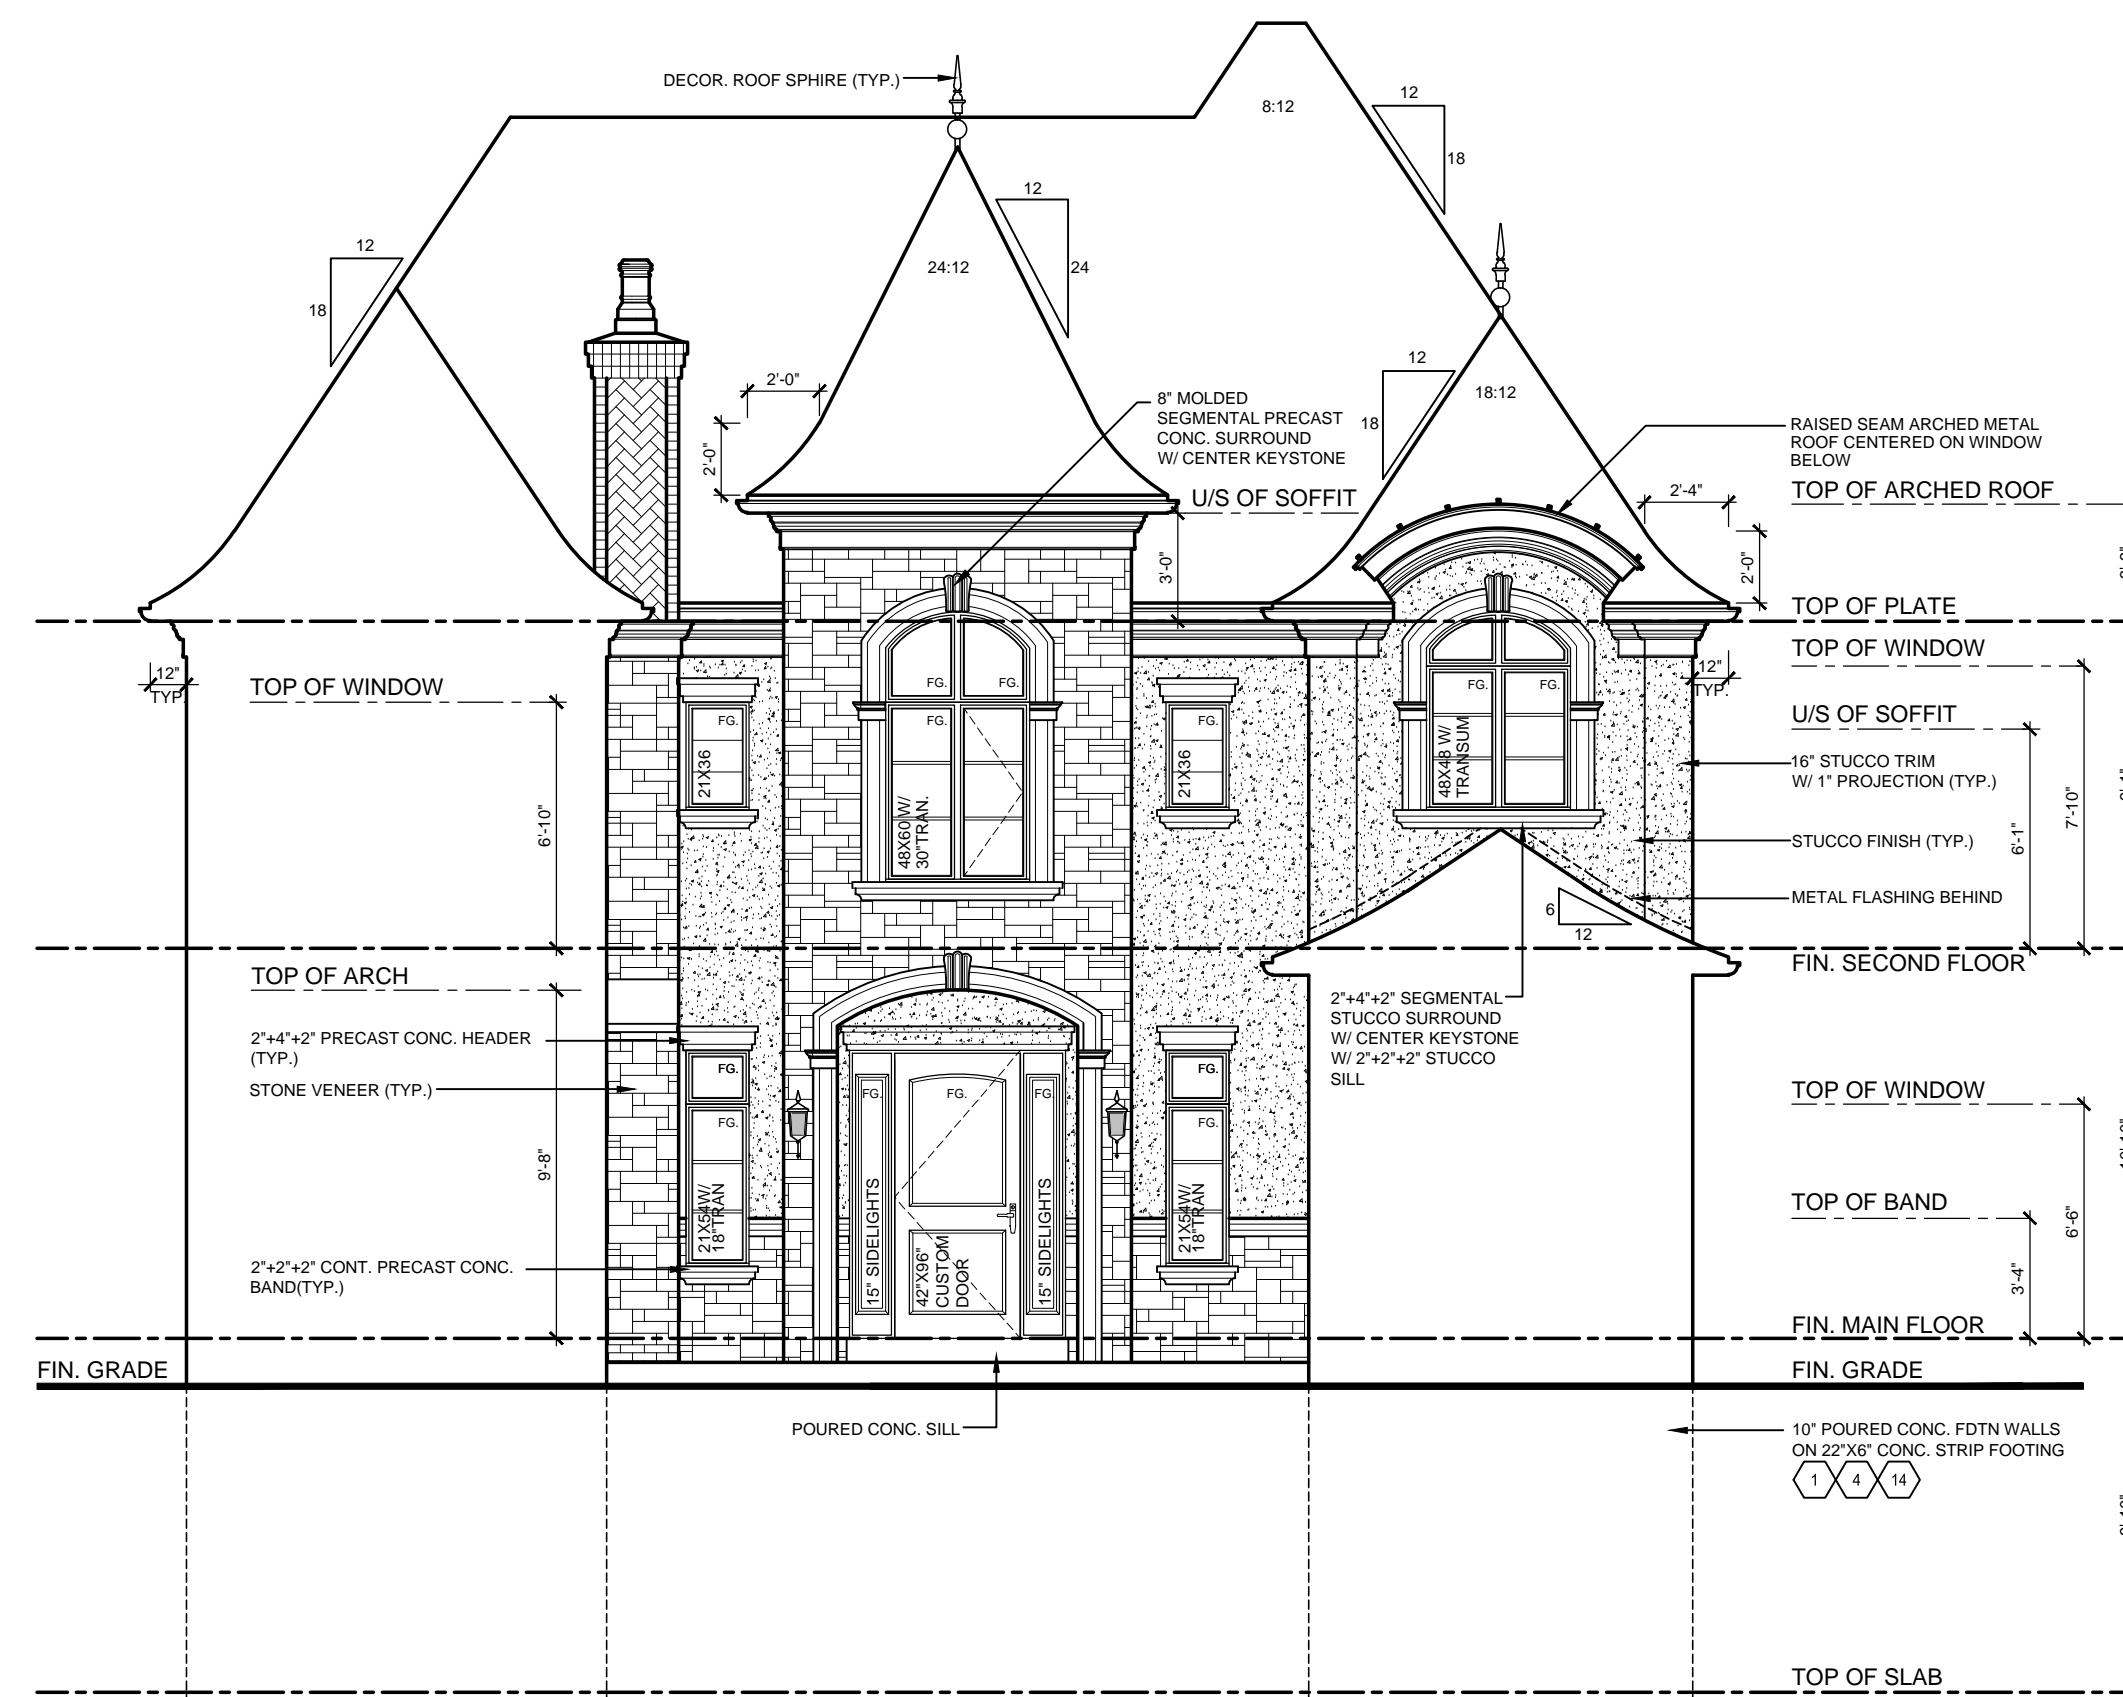 DECOR. ROOF SPHIRE (TYP.)
8:12
12
18
12
24
24:12
12
18
2'-0"
2'-0"
8" MOLDED
SEGMENTAL PRECAST
CONC. SURROUND
W/ CENTER KEYSTONE
12
18
18:12
RAISED SEAM ARCHED METAL
ROOF CENTERED ON WINDOW
BELOW
U/S OF SOFFIT
TOP OF ARCHED ROOF
2'-4"
2'-0"
3'-0"
TOP OF PLATE
TOP OF WINDOW
12"
TYP.
12"
TYP.
TOP OF WINDOW
U/S OF SOFFIT
FG.
FG.
FG.
FG.
FG.
FG.
FG.
21X36
48X60 W/
30"TRAN.
21X36
48X48 W/
TRANSUM
16" STUCCO TRIM
W/ 1" PROJECTION (TYP.)
6'-10"
6'-1"
7'-10"
STUCCO FINISH (TYP.)
METAL FLASHING BEHIND
6
12
FIN. SECOND FLOOR
TOP OF ARCH
2"+4"+2" SEGMENTAL
STUCCO SURROUND
W/ CENTER KEYSTONE
W/ 2"+2"+2" STUCCO
SILL
2"+4"+2" PRECAST CONC. HEADER
(TYP.)
STONE VENEER (TYP.)
FG.
FG.
FG.
FG.
FG.
FG.
FG.
TOP OF WINDOW
9'-8"
TOP OF BAND
21X54W/
18"TRAN
15" SIDELIGHTS
42"X96"
CUSTOM
DOOR
15" SIDELIGHTS
21X54W/
18"TRAN
6'-6"
3'-4"
2"+2"+2" CONT. PRECAST CONC.
BAND(TYP.)
FIN. MAIN FLOOR
FIN. GRADE
FIN. GRADE
POURED CONC. SILL
10" POURED CONC. FDTN WALLS
ON 22"X6" CONC. STRIP FOOTING
1 4 14
TOP OF SLAB